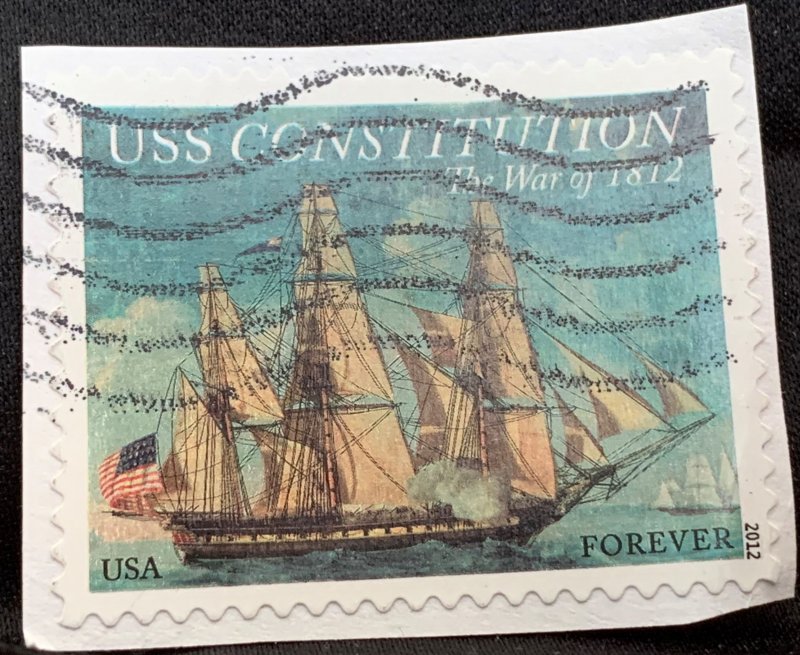 USS CONSTITUTION
The War of 1812
USA
FOREVER
2012